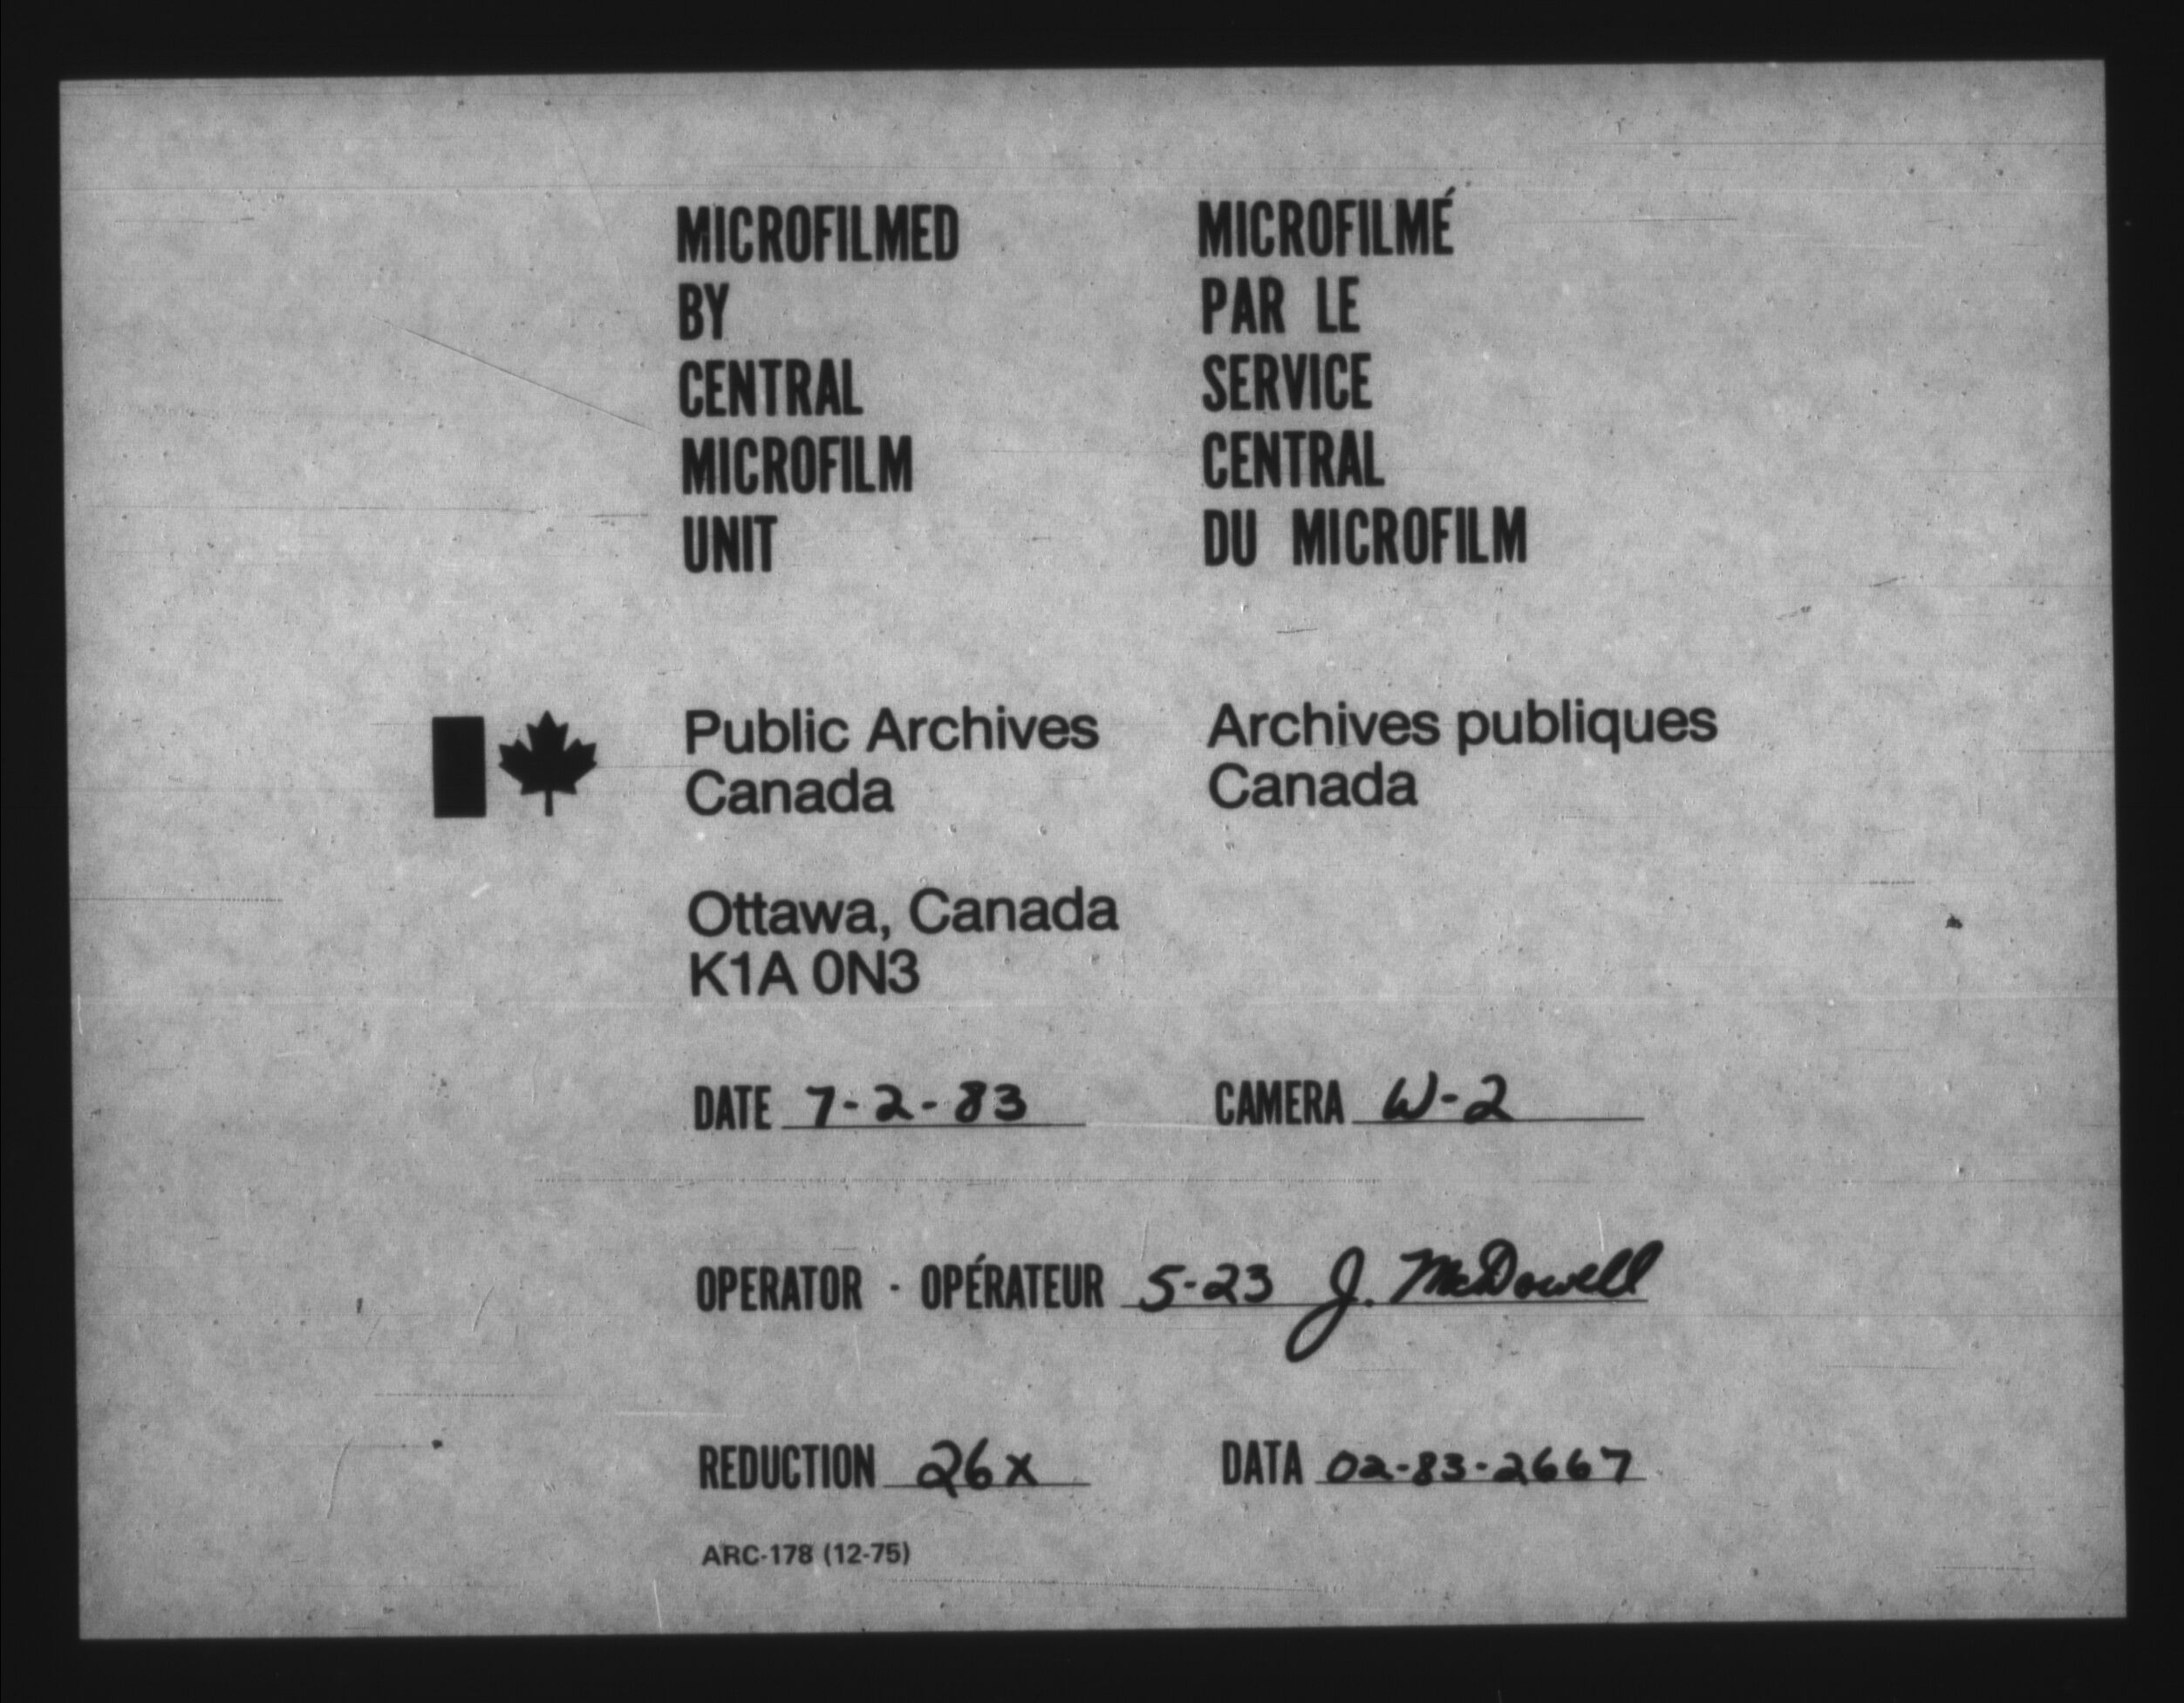 MICROFILMED
BY
CENTRAL
MICROFILM
UNIT
MICROFILMÉ
PAR LE
SERVICE
CENTRAL
DU MICROFILM
Public Archives
Canada
Archives publiques
Canada
Ottawa, Canada
K1A 0N3
DATE 7-2-83
CAMERA W-2
OPERATOR - OPÉRATEUR 5-23 J. McDowell
REDUCTION 26x
DATA 02-83-2667
ARC-178 (12-75)